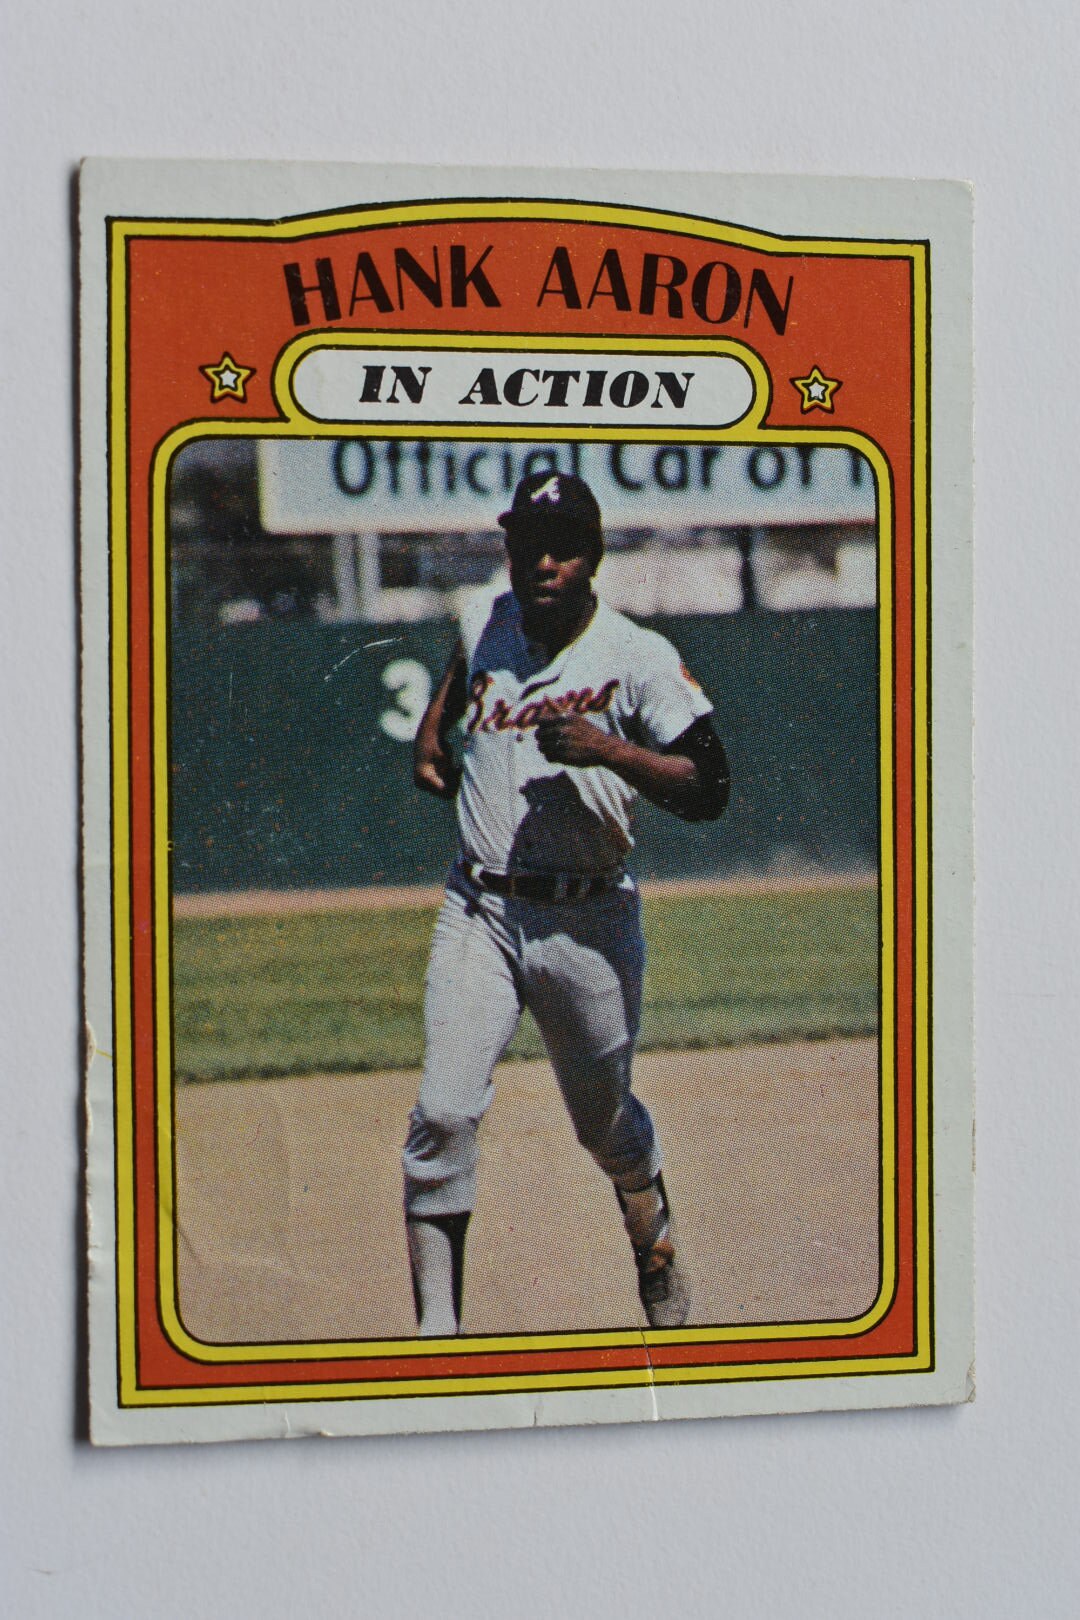 HANK AARON
IN ACTION
Official Car of
A
3
Braves